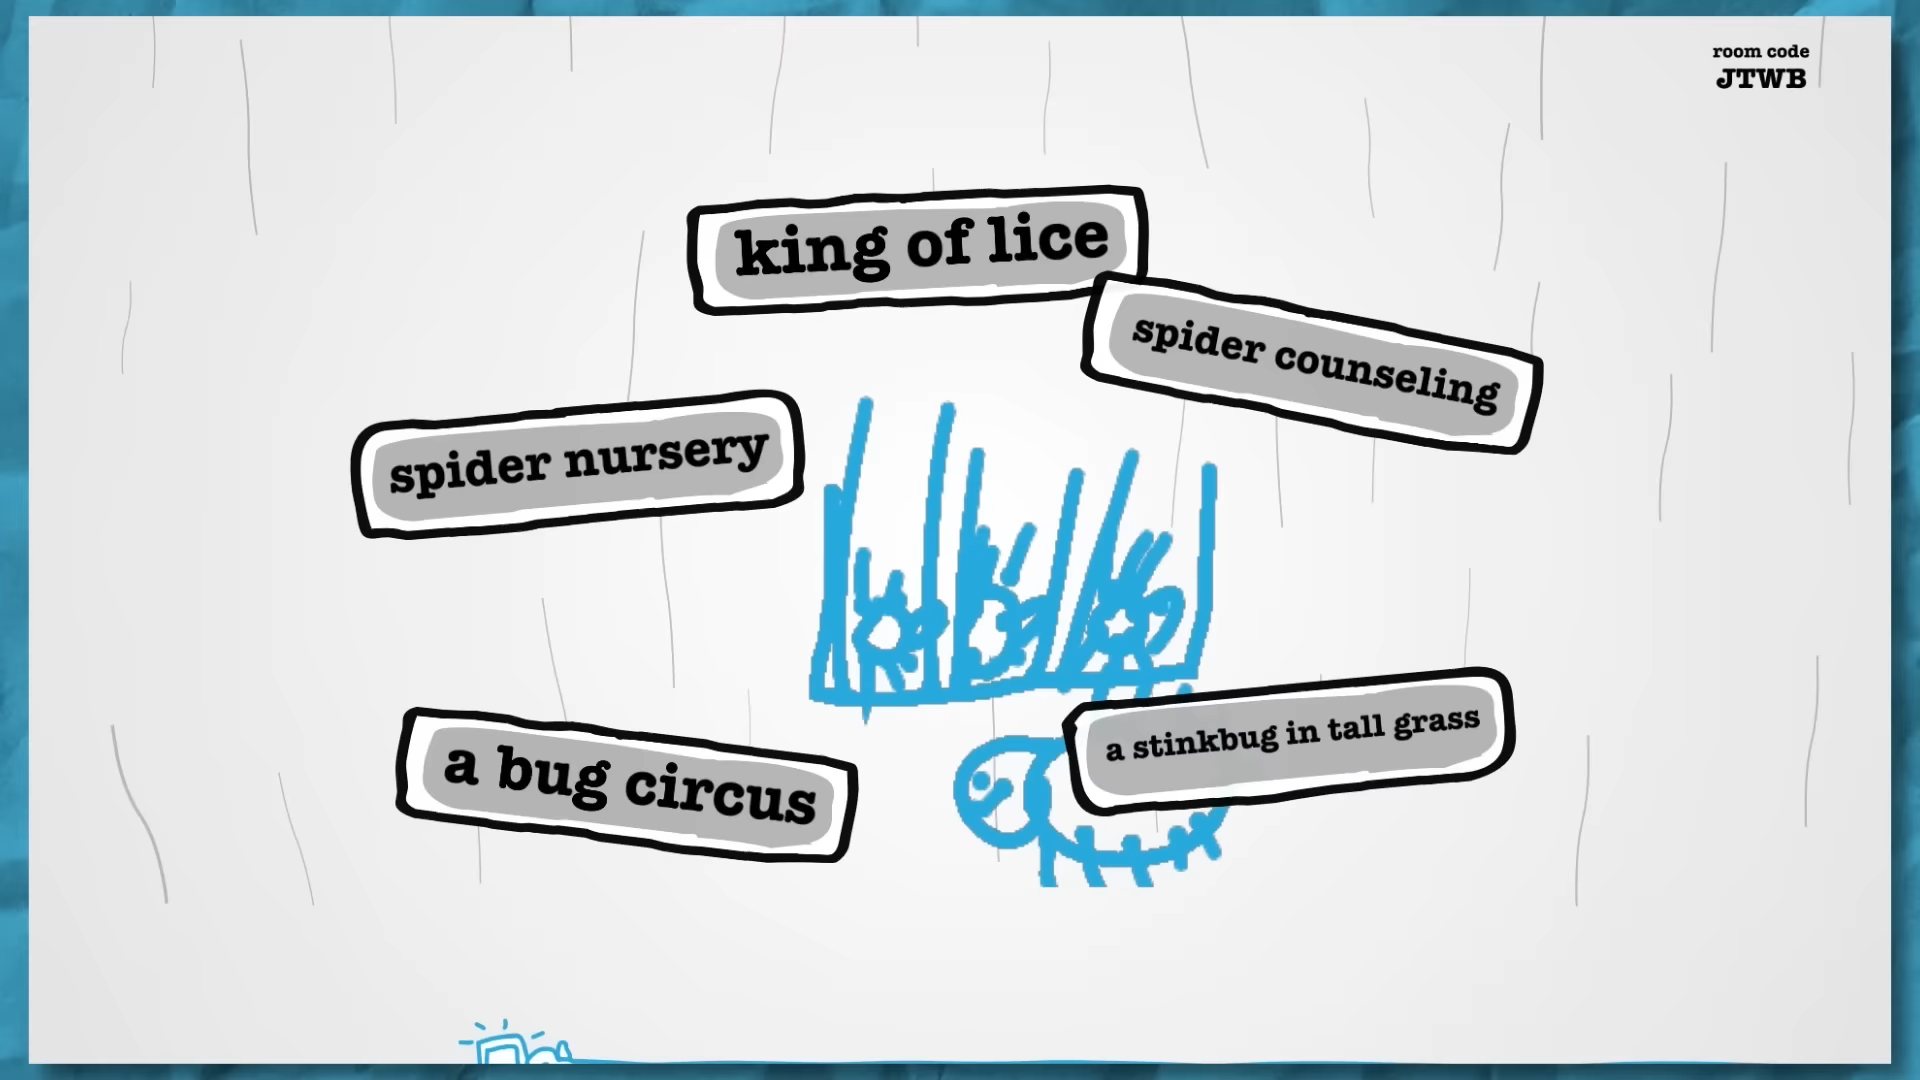 room code
JTWB
king of lice
spider counseling
spider nursery
a stinkbug in tall grass
a bug circus